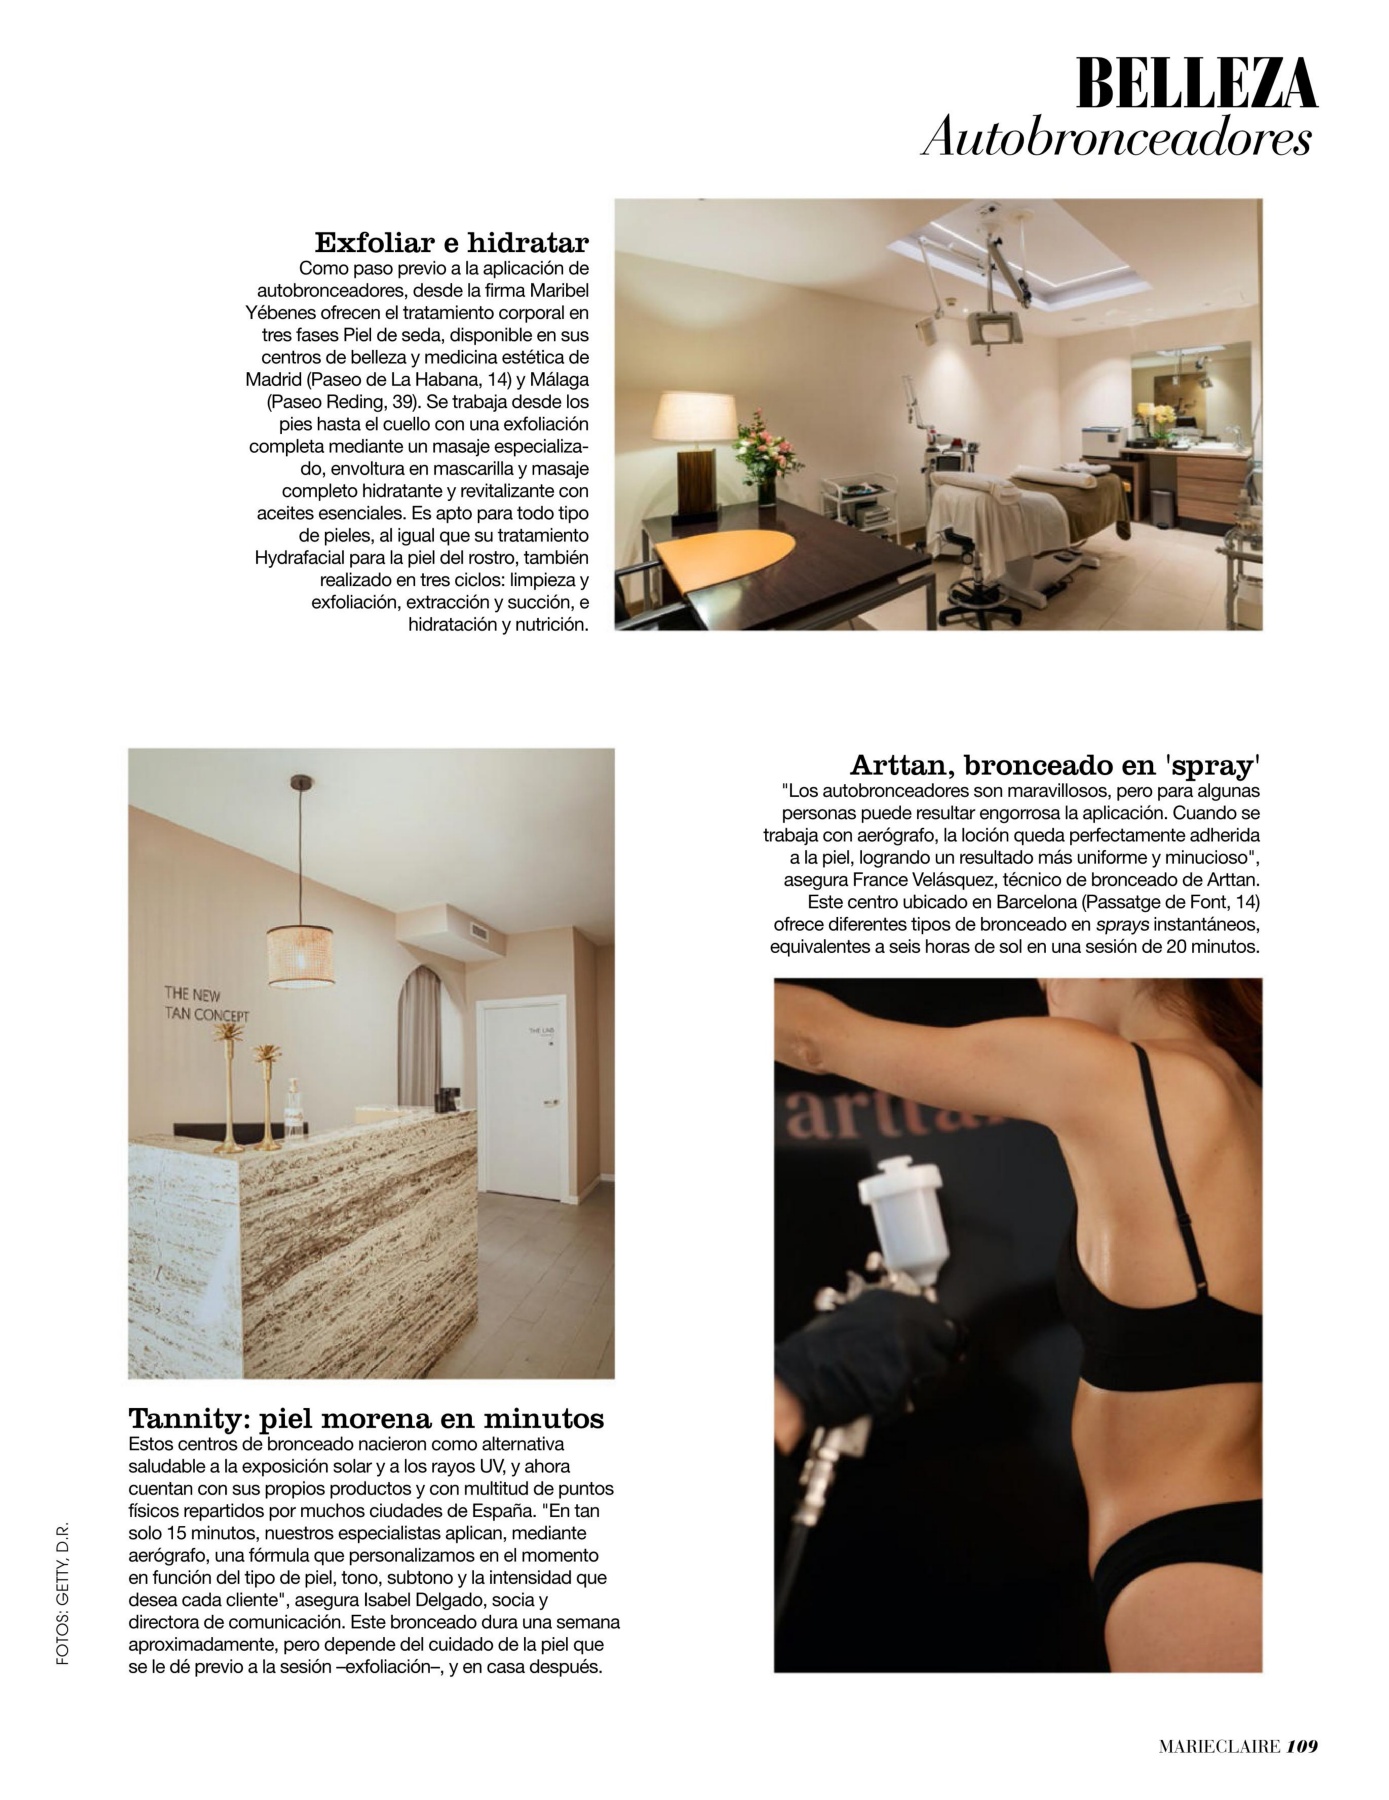 BELLEZA
Autobronceadores
Exfoliar e hidratar
Como paso previo a la aplicación de
autobronceadores, desde la firma Maribel
Yébenes ofrecen el tratamiento corporal en
tres fases Piel de seda, disponible en sus
centros de belleza y medicina estética de
Madrid (Paseo de La Habana, 14) y Málaga
(Paseo Reding, 39). Se trabaja desde los
pies hasta el cuello con una exfoliación
completa mediante un masaje especializa-
do, envoltura en mascarilla y masaje
completo hidratante y revitalizante con
aceites esenciales. Es apto para todo tipo
de pieles, al igual que su tratamiento
Hydrafacial para la piel del rostro, también
realizado en tres ciclos: limpieza y
exfoliación, extracción y succión, e
hidratación y nutrición.
THE NEW
TAN CONCEPT
THE LAB
Arttan, bronceado en 'spray'
"Los autobronceadores son maravillosos, pero para algunas
personas puede resultar engorrosa la aplicación. Cuando se
trabaja con aerógrafo, la loción queda perfectamente adherida
a la piel, logrando un resultado más uniforme y minucioso",
asegura France Velásquez, técnico de bronceado de Arttan.
Este centro ubicado en Barcelona (Passatge de Font, 14)
ofrece diferentes tipos de bronceado en sprays instantáneos,
equivalentes a seis horas de sol en una sesión de 20 minutos.
arttan
Tannity: piel morena en minutos
Estos centros de bronceado nacieron como alternativa
saludable a la exposición solar y a los rayos UV, y ahora
cuentan con sus propios productos y con multitud de puntos
físicos repartidos por muchos ciudades de España. "En tan
solo 15 minutos, nuestros especialistas aplican, mediante
aerógrafo, una fórmula que personalizamos en el momento
en función del tipo de piel, tono, subtono y la intensidad que
desea cada cliente", asegura Isabel Delgado, socia y
directora de comunicación. Este bronceado dura una semana
aproximadamente, pero depende del cuidado de la piel que
se le dé previo a la sesión –exfoliación–, y en casa después.
FOTOS: GETTY, D.R.
MARIECLAIRE 109